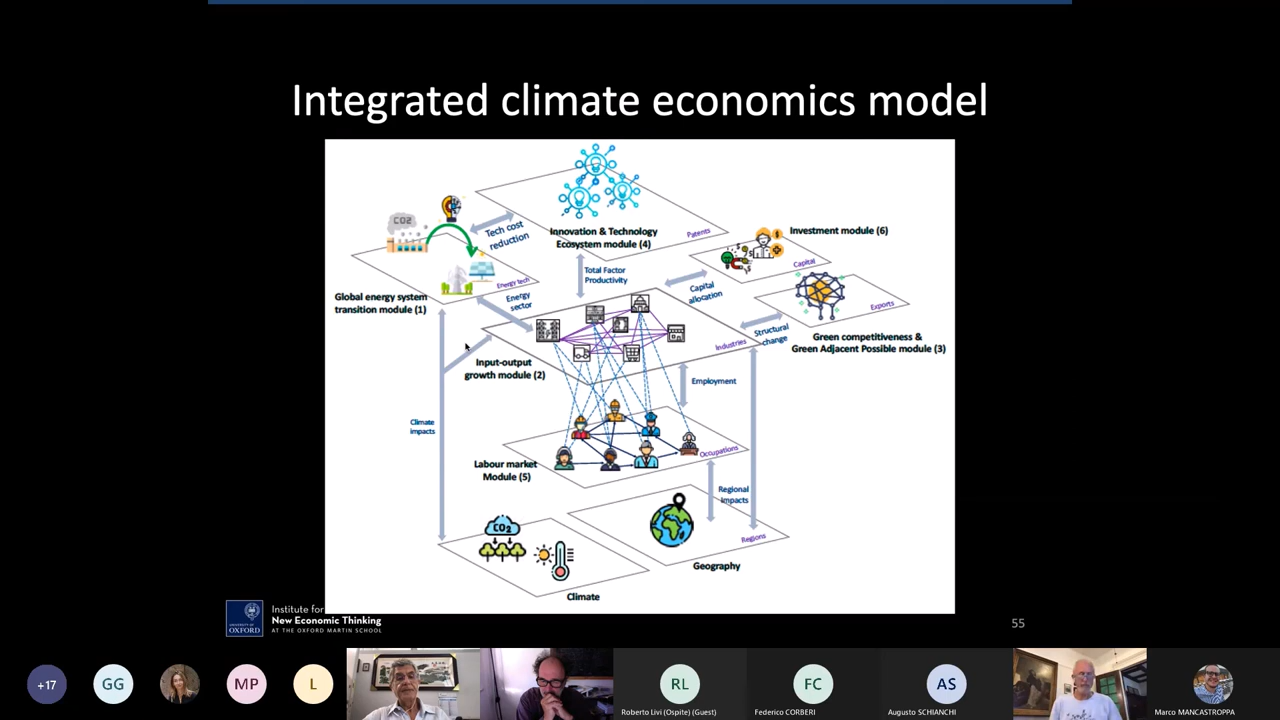 Integrated climate economics model
CO2
Tech cost
reduction
Innovation & Technology
Ecosystem module (4)
Patents
Investment module (6)
Capital
Energy tech
Global energy system
transition module (1)
Energy
sector
Total Factor
Productivity
Capital
allocation
Exports
Structural
change
Green competitiveness &
Green Adjacent Possible module (3)
Industries
Input-output
growth module (2)
Employment
Climate
impacts
Occupations
Labour market
Module (5)
Regional
impacts
CO2
Regions
Geography
Climate
UNIVERSITY OF
OXFORD
Institute for
New Economic Thinking
AT THE OXFORD MARTIN SCHOOL
55
+17
GG
MP
L
RL
FC
AS
Roberto Livi (Ospite) (Guest)
Federico CORBERI
Augusto SCHIANCHI
Marco MANCASTROPPA